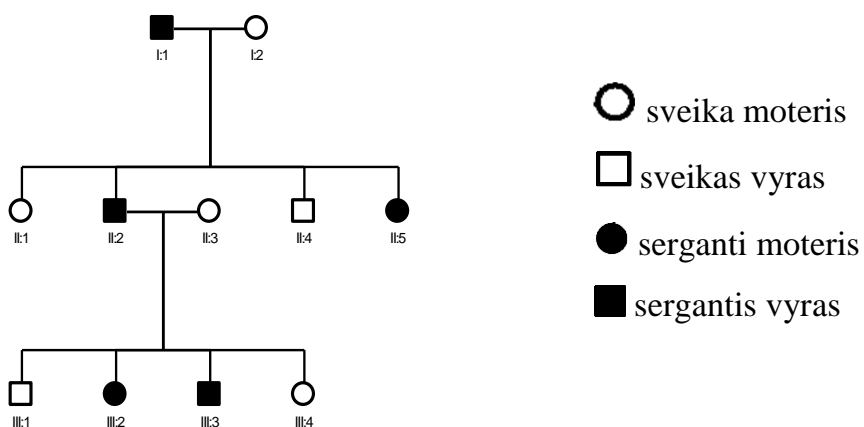 I:1 I:2
sveika moteris
sveikas vyras
II:1 II:2 II:3 II:4 II:5
serganti moteris
sergantis vyras
III:1 III:2 III:3 III:4